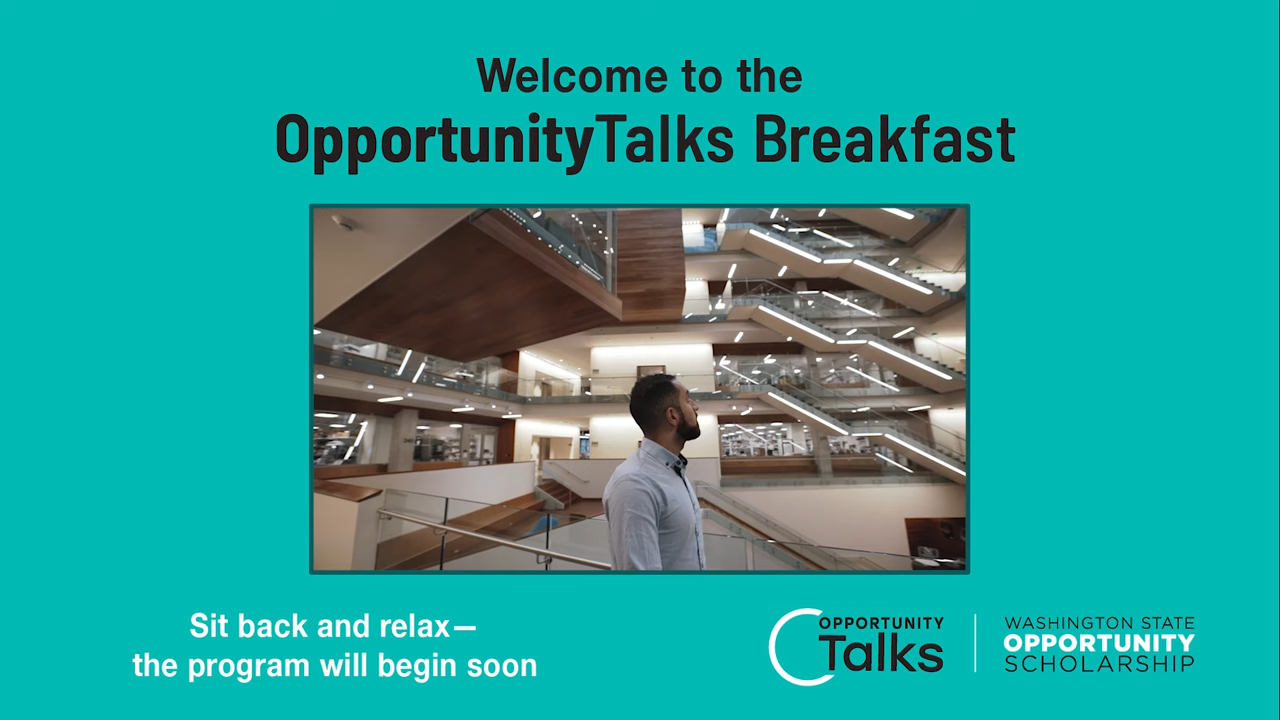 Welcome to the
OpportunityTalks Breakfast
Sit back and relax—
the program will begin soon
OPPORTUNITY
Talks
WASHINGTON STATE
OPPORTUNITY
SCHOLARSHIP